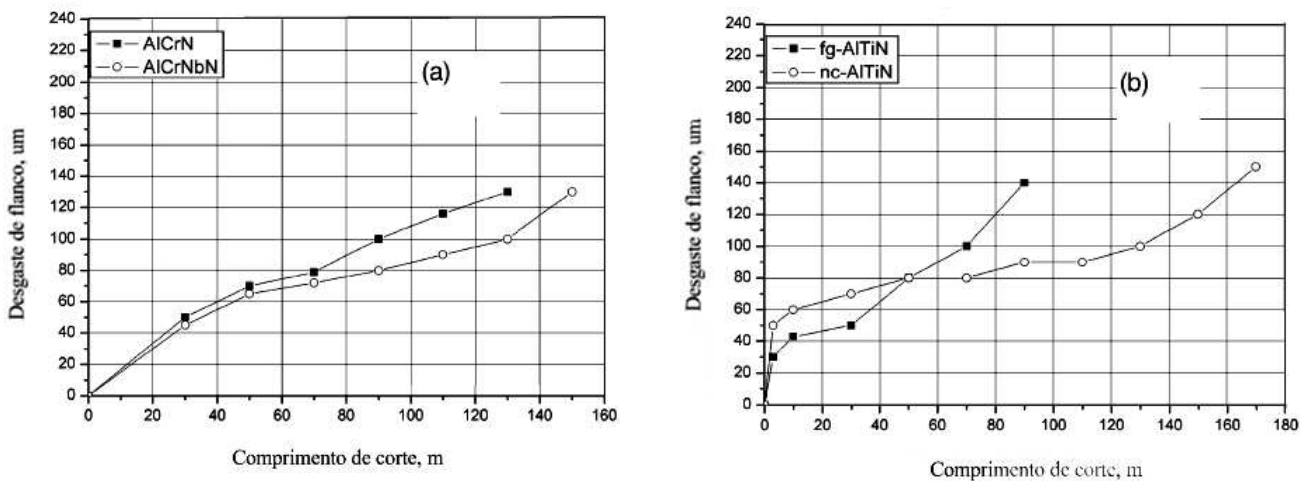 240
220
200
180
160
140
120
100
80
60
40
20
0
AlCrN
AlCrNbN
(a)
0 20 40 60 80 100 120 140 160
Desgaste de flanco, um
Comprimento de corte, m
240
220
200
180
160
140
120
100
80
60
40
20
0
fg-AlTiN
nc-AlTiN
(b)
0 20 40 60 80 100 120 140 160 180
Desgaste de flanco, um
Comprimento de corte, m